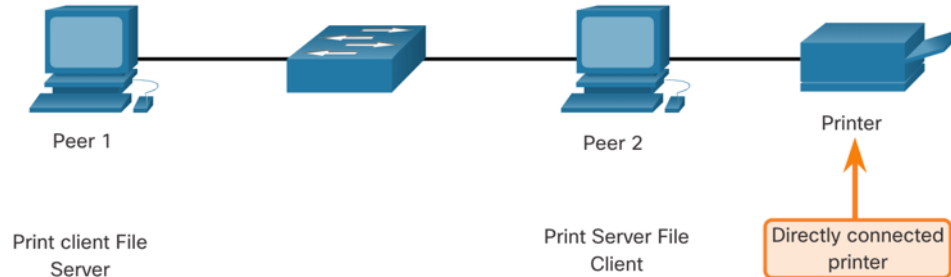 Peer 1
Peer 2
Printer
Print client File
Server
Print Server File
Client
Directly connected
printer